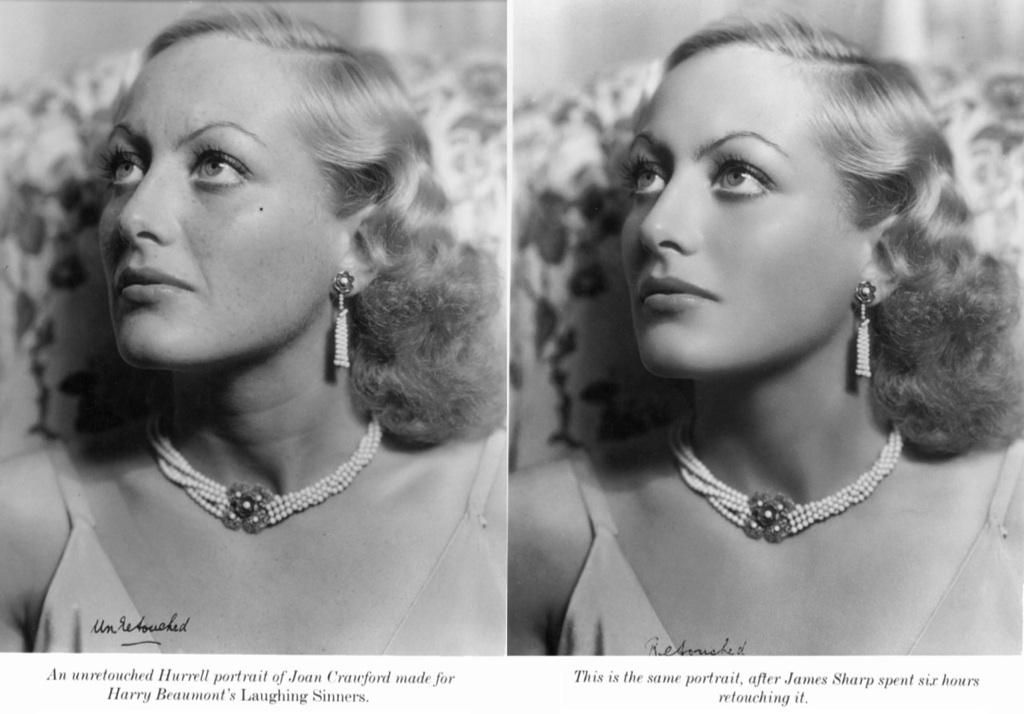 Unretouched
Retouched
An unretouched Hurrell portrait of Joan Crawford made for
Harry Beaumont's Laughing Sinners.
This is the same portrait, after James Sharp spent six hours
retouching it.